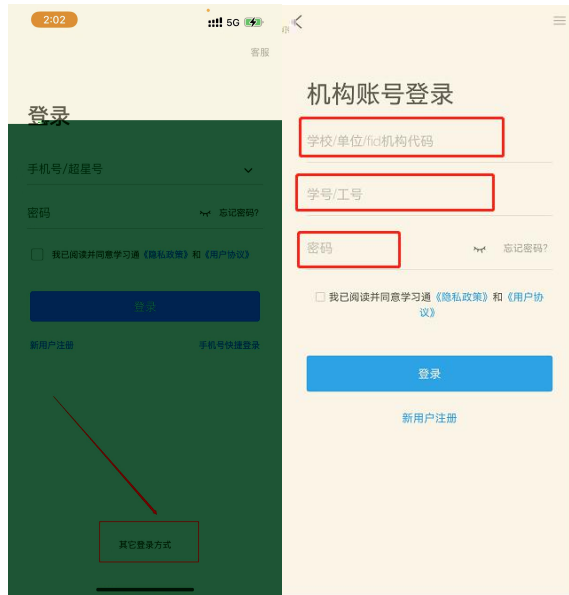 2:02
5G
客服
登录
手机号/超星号
密码
忘记密码?
我已阅读并同意学习通《隐私政策》和《用户协议》
登录
新用户注册
手机号快捷登录
其它登录方式
机构账号登录
学校/单位/fid机构代码
学号/工号
密码
忘记密码?
我已阅读并同意学习通《隐私政策》和《用户协
议》
登录
新用户注册